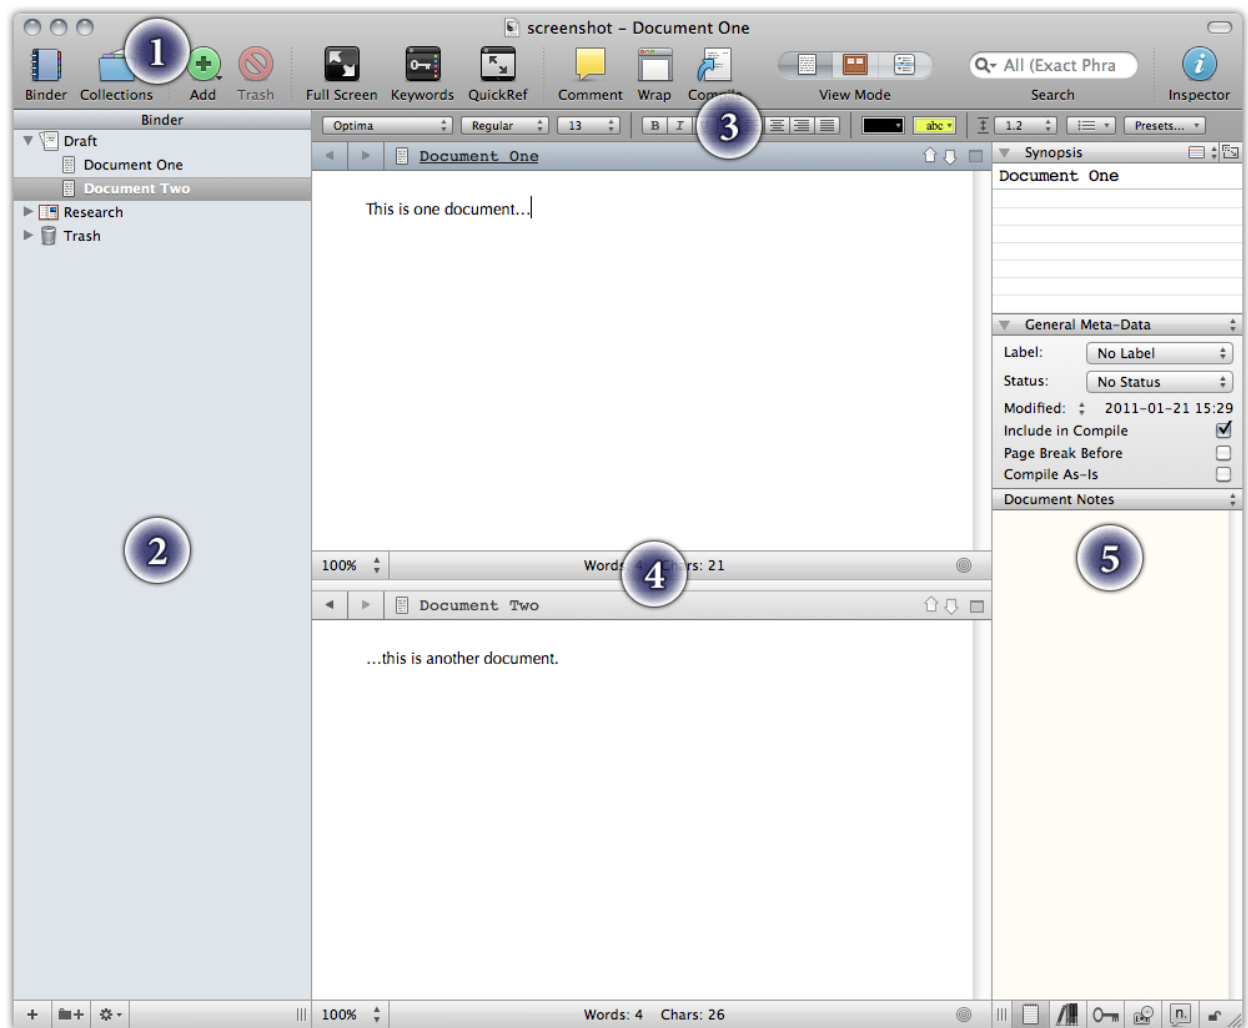 screenshot – Document One
1
Binder Collections Add Trash Full Screen Keywords QuickRef Comment Wrap Compile View Mode Search Inspector
All (Exact Phra
Binder
Optima Regular 13 B I 3 abc 1.2 Presets...
Draft
Document One
Document Two
Research
Trash
2
Document One
This is one document...
100% Words: 4 Chars: 21
4
Document Two
...this is another document.
100% Words: 4 Chars: 26
Synopsis
Document One
General Meta-Data
Label: No Label
Status: No Status
Modified: 2011-01-21 15:29
Include in Compile
Page Break Before
Compile As-Is
Document Notes
5
n.